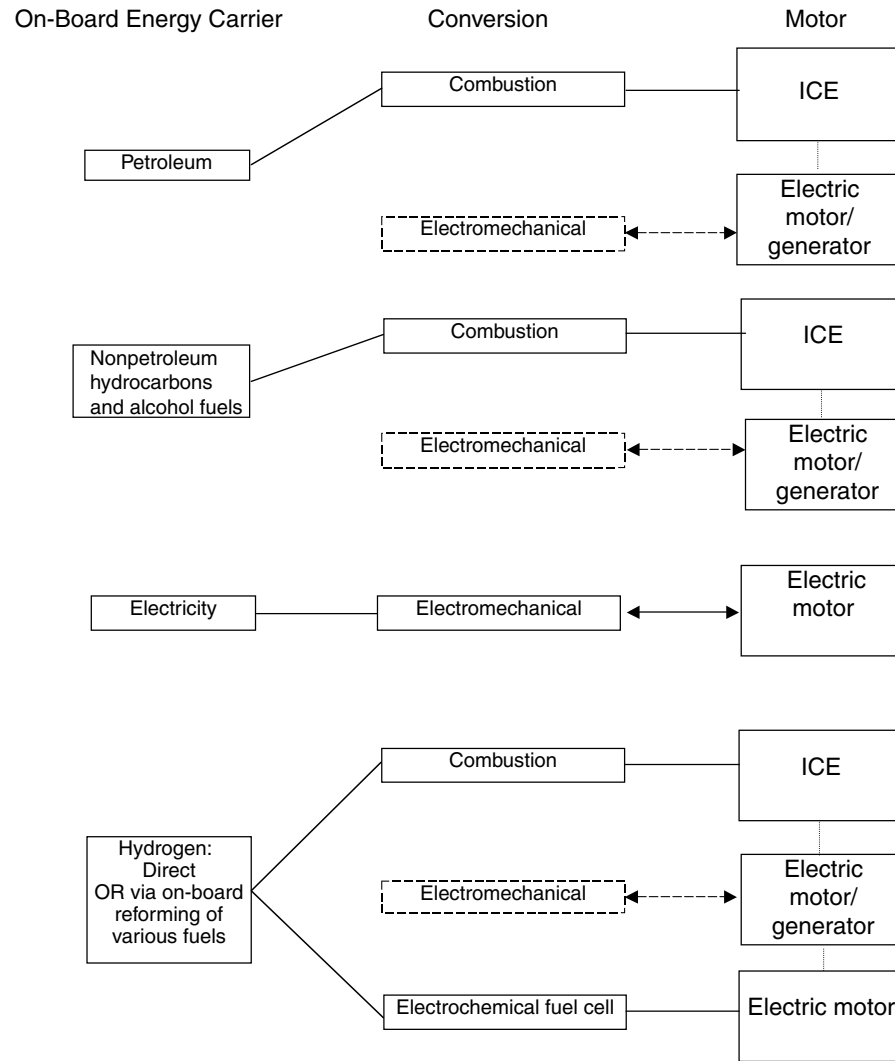 On-Board Energy Carrier
Conversion
Motor
Combustion
ICE
Petroleum
Electromechanical
Electric
motor/
generator
Combustion
ICE
Nonpetroleum
hydrocarbons
and alcohol fuels
Electromechanical
Electric
motor/
generator
Electricity
Electromechanical
Electric
motor
Combustion
ICE
Hydrogen:
Direct
OR via on-board
reforming of
various fuels
Electromechanical
Electric
motor/
generator
Electrochemical fuel cell
Electric motor